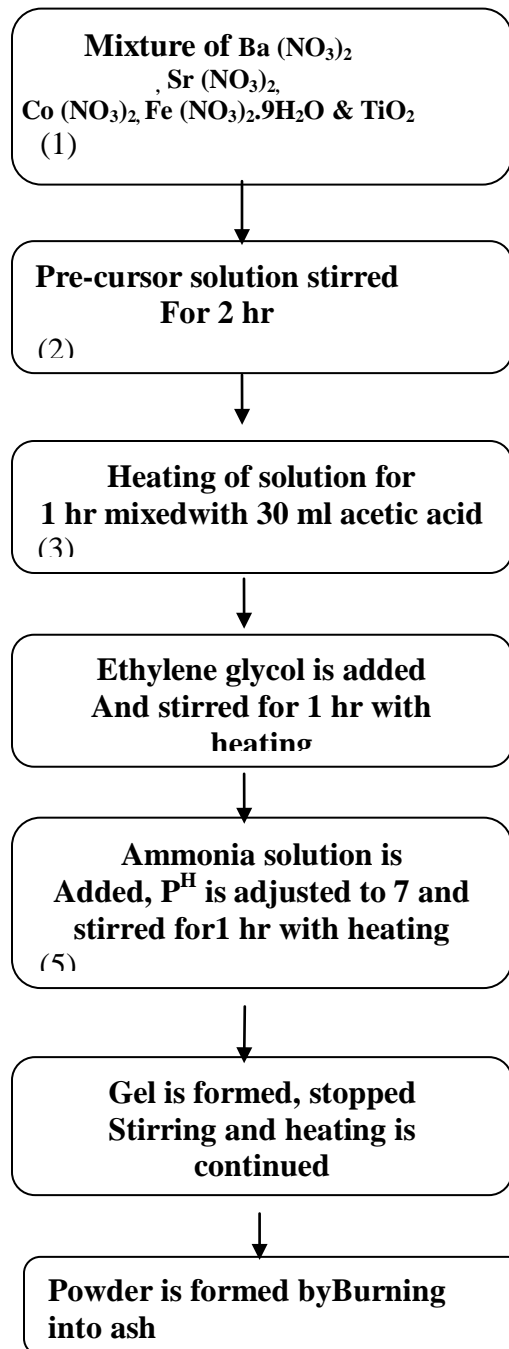 Mixture of Ba (NO₃)₂
, Sr (NO₃)₂,
Co (NO₃)₂, Fe (NO₃)₂.9H₂O & TiO₂
(1)
Pre-cursor solution stirred
For 2 hr
(2)
Heating of solution for
1 hr mixedwith 30 ml acetic acid
(3)
Ethylene glycol is added
And stirred for 1 hr with
heating
Ammonia solution is
Added, Pᴴ is adjusted to 7 and
stirred for1 hr with heating
(5)
Gel is formed, stopped
Stirring and heating is
continued
Powder is formed byBurning
into ash